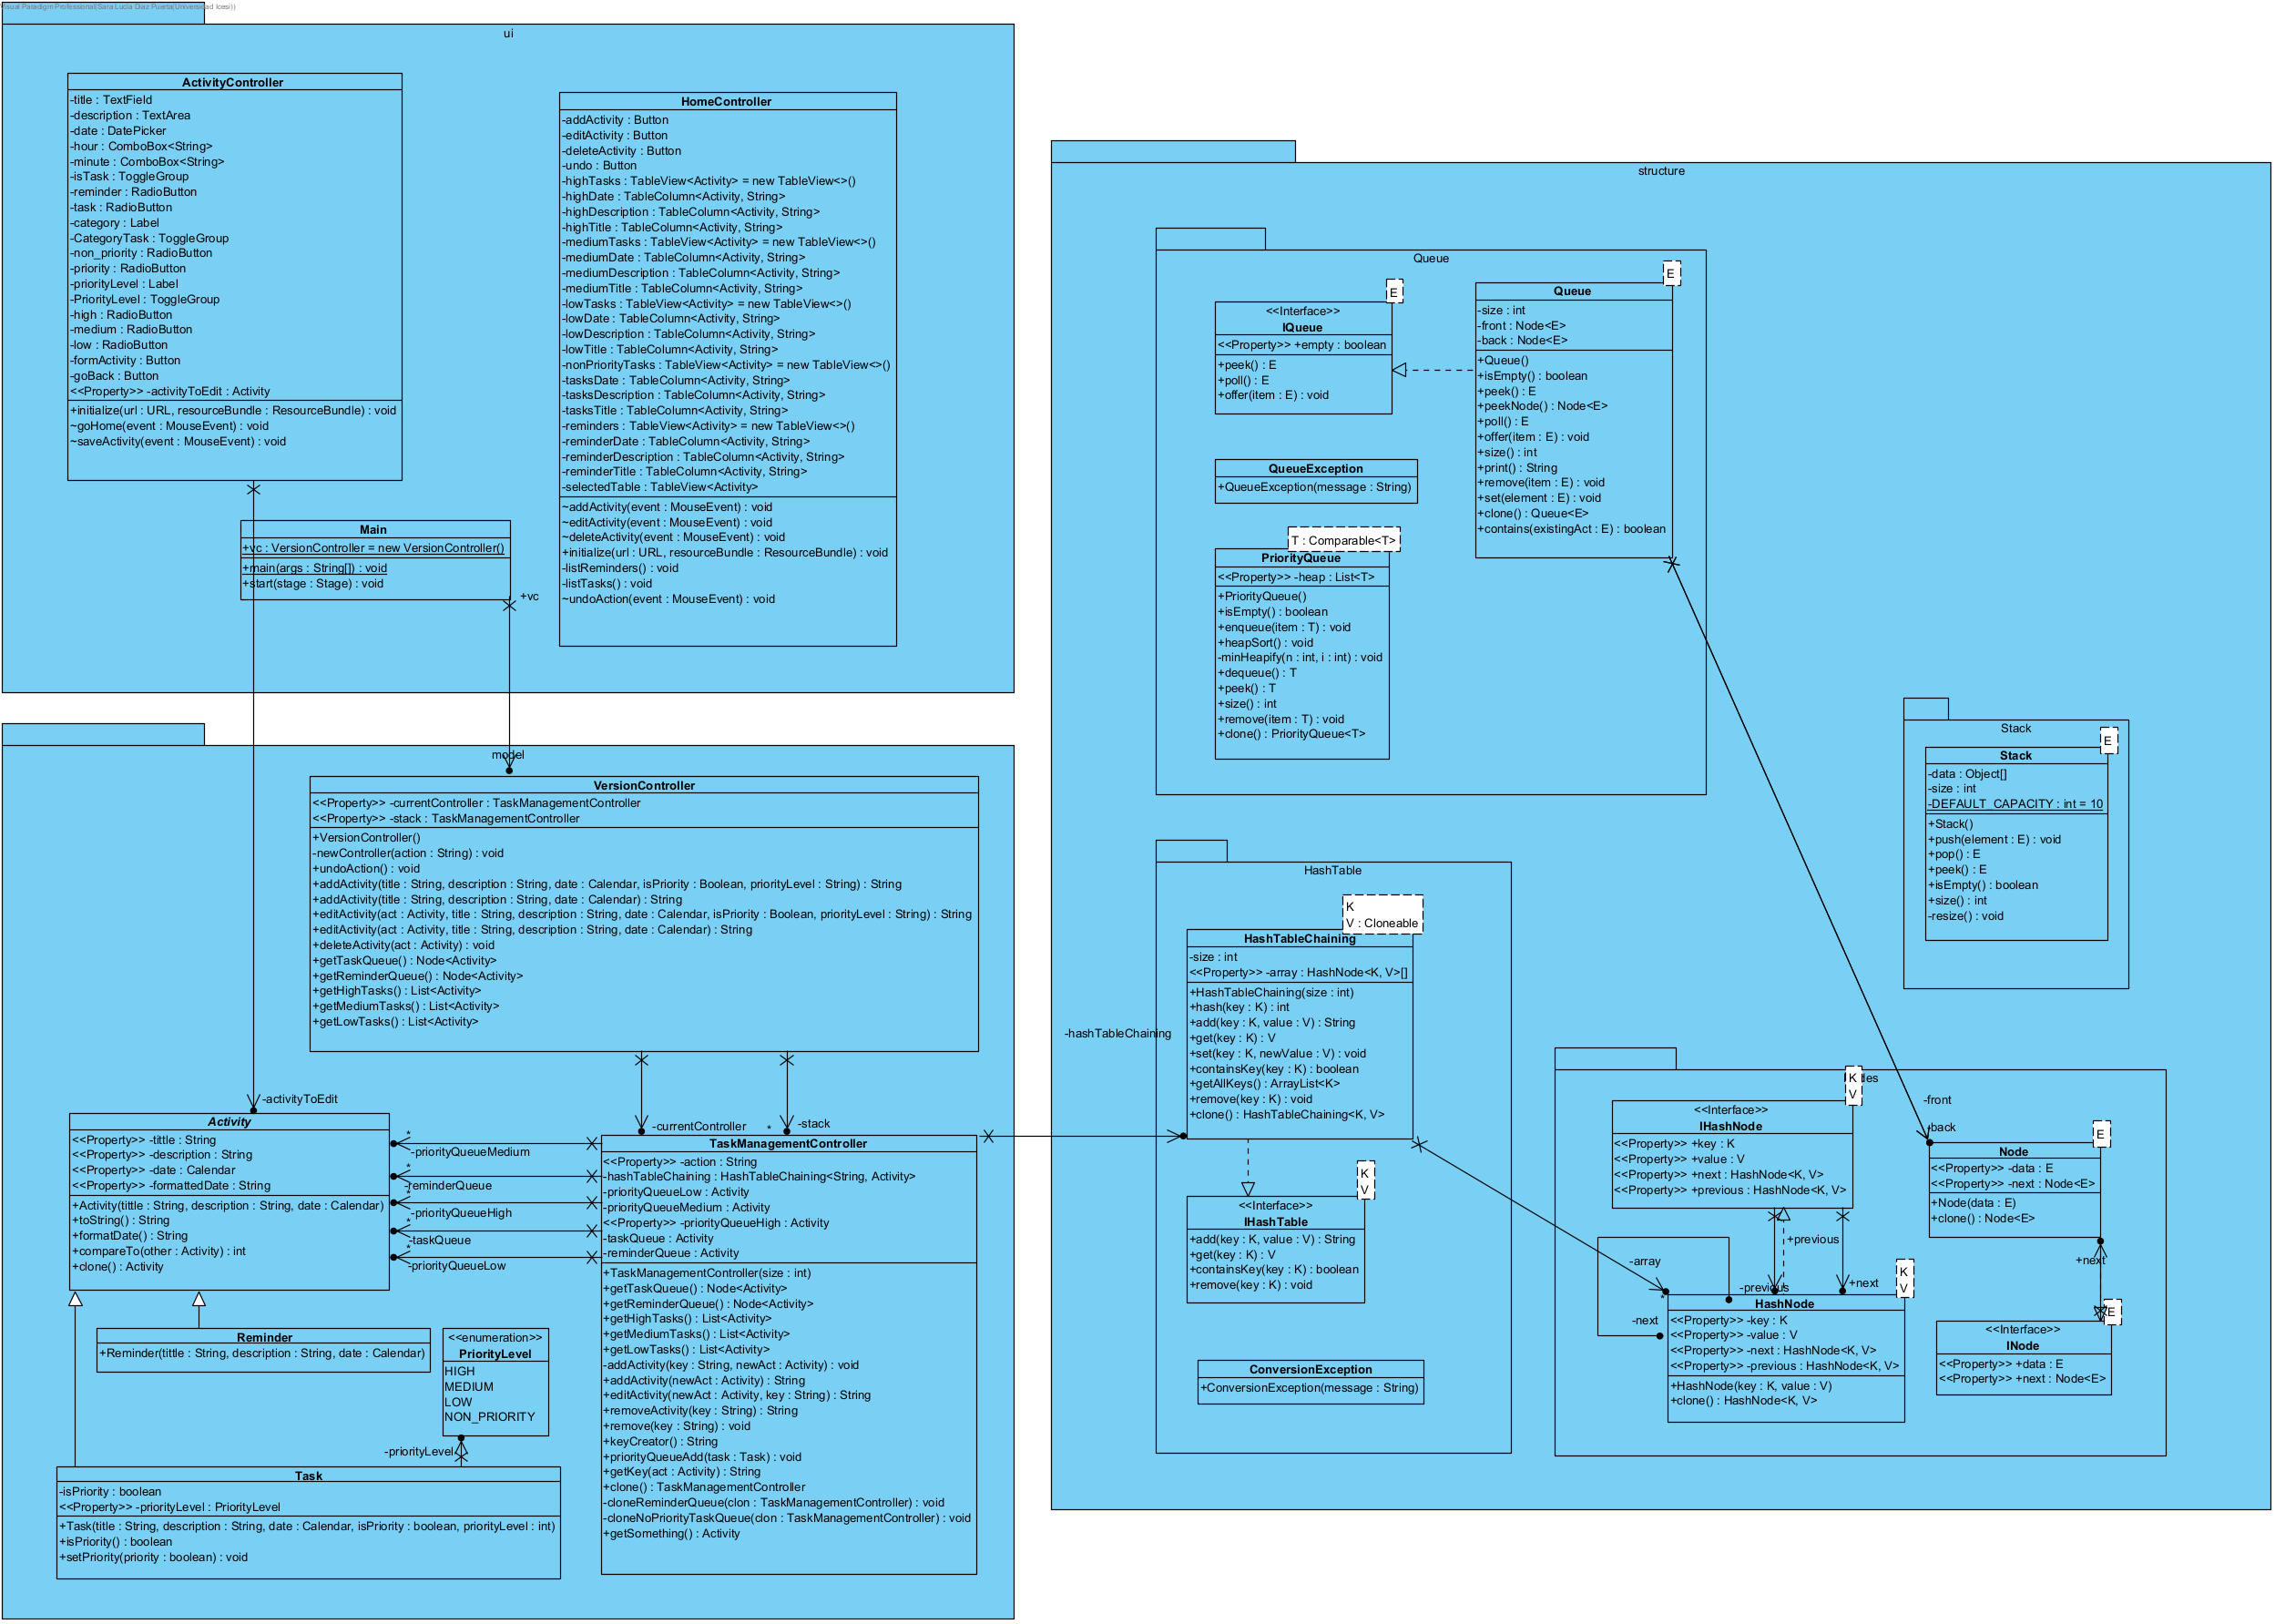 Visual Paradigm Professional(Sara Lucia Diaz Puerta(Universidad Icesi))
ui
ActivityController
-title : TextField
-description : TextArea
-date : DatePicker
-hour : ComboBox<String>
-minute : ComboBox<String>
-isTask : ToggleGroup
-reminder : RadioButton
-task : RadioButton
-category : Label
-CategoryTask : ToggleGroup
-non_priority : RadioButton
-priority : RadioButton
-priorityLevel : Label
-PriorityLevel : ToggleGroup
-high : RadioButton
-medium : RadioButton
-low : RadioButton
-formActivity : Button
-goBack : Button
<<Property>> -activityToEdit : Activity
+initialize(url : URL, resourceBundle : ResourceBundle) : void
~goHome(event : MouseEvent) : void
~saveActivity(event : MouseEvent) : void
HomeController
-addActivity : Button
-editActivity : Button
-deleteActivity : Button
-undo : Button
-highTasks : TableView<Activity> = new TableView<>()
-highDate : TableColumn<Activity, String>
-highDescription : TableColumn<Activity, String>
-highTitle : TableColumn<Activity, String>
-mediumTasks : TableView<Activity> = new TableView<>()
-mediumDate : TableColumn<Activity, String>
-mediumDescription : TableColumn<Activity, String>
-mediumTitle : TableColumn<Activity, String>
-lowTasks : TableView<Activity> = new TableView<>()
-lowDate : TableColumn<Activity, String>
-lowDescription : TableColumn<Activity, String>
-lowTitle : TableColumn<Activity, String>
-nonPriorityTasks : TableView<Activity> = new TableView<>()
-tasksDate : TableColumn<Activity, String>
-tasksDescription : TableColumn<Activity, String>
-tasksTitle : TableColumn<Activity, String>
-reminders : TableView<Activity> = new TableView<>()
-reminderDate : TableColumn<Activity, String>
-reminderDescription : TableColumn<Activity, String>
-reminderTitle : TableColumn<Activity, String>
-selectedTable : TableView<Activity>
~addActivity(event : MouseEvent) : void
~editActivity(event : MouseEvent) : void
~deleteActivity(event : MouseEvent) : void
+initialize(url : URL, resourceBundle : ResourceBundle) : void
-listReminders() : void
-listTasks() : void
~undoAction(event : MouseEvent) : void
Main
+vc : VersionController = new VersionController()
+main(args : String[]) : void
+start(stage : Stage) : void
+vc
model
VersionController
<<Property>> -currentController : TaskManagementController
<<Property>> -stack : TaskManagementController
+VersionController()
-newController(action : String) : void
+undoAction() : void
+addActivity(title : String, description : String, date : Calendar, isPriority : Boolean, priorityLevel : String) : String
+addActivity(title : String, description : String, date : Calendar) : String
+editActivity(act : Activity, title : String, description : String, date : Calendar, isPriority : Boolean, priorityLevel : String) : String
+editActivity(act : Activity, title : String, description : String, date : Calendar) : String
+deleteActivity(act : Activity) : void
+getTaskQueue() : Node<Activity>
+getReminderQueue() : Node<Activity>
+getHighTasks() : List<Activity>
+getMediumTasks() : List<Activity>
+getLowTasks() : List<Activity>
-activityToEdit
-currentController
*
-stack
Activity
<<Property>> -tittle : String
<<Property>> -description : String
<<Property>> -date : Calendar
<<Property>> -formattedDate : String
+Activity(tittle : String, description : String, date : Calendar)
+toString() : String
+formatDate() : String
+compareTo(other : Activity) : int
+clone() : Activity
*
-priorityQueueMedium
*
-reminderQueue
*
-priorityQueueHigh
*
-taskQueue
*
-priorityQueueLow
TaskManagementController
<<Property>> -action : String
-hashTableChaining : HashTableChaining<String, Activity>
-priorityQueueLow : Activity
-priorityQueueMedium : Activity
<<Property>> -priorityQueueHigh : Activity
-taskQueue : Activity
-reminderQueue : Activity
+TaskManagementController(size : int)
+getTaskQueue() : Node<Activity>
+getReminderQueue() : Node<Activity>
+getHighTasks() : List<Activity>
+getMediumTasks() : List<Activity>
+getLowTasks() : List<Activity>
-addActivity(key : String, newAct : Activity) : void
+addActivity(newAct : Activity) : String
+editActivity(newAct : Activity, key : String) : String
+removeActivity(key : String) : String
+remove(key : String) : void
+keyCreator() : String
+priorityQueueAdd(task : Task) : void
+getKey(act : Activity) : String
+clone() : TaskManagementController
-cloneReminderQueue(clon : TaskManagementController) : void
-cloneNoPriorityTaskQueue(clon : TaskManagementController) : void
+getSomething() : Activity
Reminder
+Reminder(tittle : String, description : String, date : Calendar)
<<enumeration>>
PriorityLevel
HIGH
MEDIUM
LOW
NON_PRIORITY
-priorityLevel
Task
-isPriority : boolean
<<Property>> -priorityLevel : PriorityLevel
+Task(title : String, description : String, date : Calendar, isPriority : boolean, priorityLevel : int)
+isPriority() : boolean
+setPriority(priority : boolean) : void
structure
Queue
E
<<Interface>>
IQueue
<<Property>> +empty : boolean
+peek() : E
+poll() : E
+offer(item : E) : void
E
Queue
-size : int
-front : Node<E>
-back : Node<E>
+Queue()
+isEmpty() : boolean
+peek() : E
+peekNode() : Node<E>
+poll() : E
+offer(item : E) : void
+size() : int
+print() : String
+remove(item : E) : void
+set(element : E) : void
+clone() : Queue<E>
+contains(existingAct : E) : boolean
QueueException
+QueueException(message : String)
T : Comparable<T>
PriorityQueue
<<Property>> -heap : List<T>
+PriorityQueue()
+isEmpty() : boolean
+enqueue(item : T) : void
+heapSort() : void
-minHeapify(n : int, i : int) : void
+dequeue() : T
+peek() : T
+size() : int
+remove(item : T) : void
+clone() : PriorityQueue<T>
Stack
E
Stack
-data : Object[]
-size : int
-DEFAULT_CAPACITY : int = 10
+Stack()
+push(element : E) : void
+pop() : E
+peek() : E
+isEmpty() : boolean
+size() : int
-resize() : void
HashTable
K
V : Cloneable
HashTableChaining
-size : int
<<Property>> -array : HashNode<K, V>[]
+HashTableChaining(size : int)
+hash(key : K) : int
+add(key : K, value : V) : String
+get(key : K) : V
+set(key : K, newValue : V) : void
+containsKey(key : K) : boolean
+getAllKeys() : ArrayList<K>
+remove(key : K) : void
+clone() : HashTableChaining<K, V>
-hashTableChaining
K
V
<<Interface>>
IHashTable
+add(key : K, value : V) : String
+get(key : K) : V
+containsKey(key : K) : boolean
+remove(key : K) : void
ConversionException
+ConversionException(message : String)
K
V
<<Interface>>
IHashNode
<<Property>> +key : K
<<Property>> +value : V
<<Property>> +next : HashNode<K, V>
<<Property>> +previous : HashNode<K, V>
-front
-back
E
Node
<<Property>> -data : E
<<Property>> -next : Node<E>
+Node(data : E)
+clone() : Node<E>
+previous
-array
*
-previous
+next
-next
K
V
HashNode
<<Property>> -key : K
<<Property>> -value : V
<<Property>> -next : HashNode<K, V>
<<Property>> -previous : HashNode<K, V>
+HashNode(key : K, value : V)
+clone() : HashNode<K, V>
+next
E
<<Interface>>
INode
<<Property>> +data : E
<<Property>> +next : Node<E>